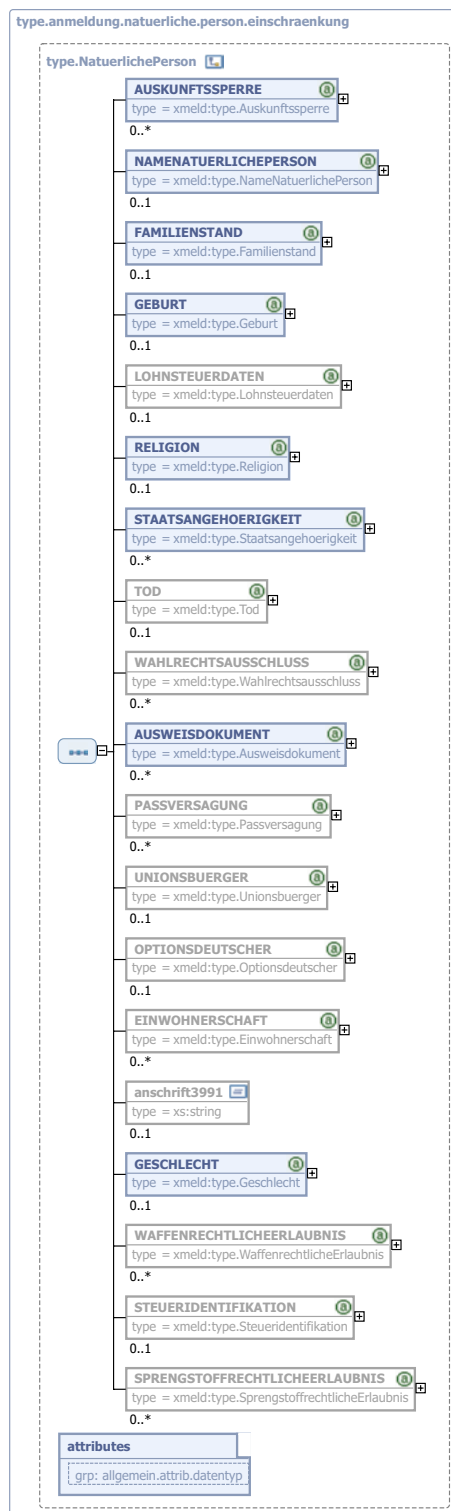 type.anmeldung.natuerliche.person.einschraenkung
type.NatuerlichePerson
AUSKUNFTSSPERRE
type = xmeld:type.Auskunftssperre
0..*
NAMENATUERLICHEPERSON
type = xmeld:type.NameNatuerlichePerson
0..1
FAMILIENSTAND
type = xmeld:type.Familienstand
0..1
GEBURT
type = xmeld:type.Geburt
0..1
LOHNSTEUERDATEN
type = xmeld:type.Lohnsteuerdaten
0..1
RELIGION
type = xmeld:type.Religion
0..1
STAATSANGEHOERIGKEIT
type = xmeld:type.Staatsangehoerigkeit
0..*
TOD
type = xmeld:type.Tod
0..1
WAHLRECHTSAUSSCHLUSS
type = xmeld:type.Wahlrechtsausschluss
0..*
AUSWEISDOKUMENT
type = xmeld:type.Ausweisdokument
0..*
PASSVERSAGUNG
type = xmeld:type.Passversagung
0..*
UNIONSBUERGER
type = xmeld:type.Unionsbuerger
0..1
OPTIONSDEUTSCHER
type = xmeld:type.Optionsdeutscher
0..1
EINWOHNERSCHAFT
type = xmeld:type.Einwohnerschaft
0..*
anschrift3991
type = xs:string
0..1
GESCHLECHT
type = xmeld:type.Geschlecht
0..1
WAFFENRECHTLICHEERLAUBNIS
type = xmeld:type.WaffenrechtlicheErlaubnis
0..*
STEUERIDENTIFIKATION
type = xmeld:type.Steueridentifikation
0..1
SPRENGSTOFFRECHTLICHEERLAUBNIS
type = xmeld:type.SprengstoffrechtlicheErlaubnis
0..*
attributes
grp: allgemein.attrib.datentyp